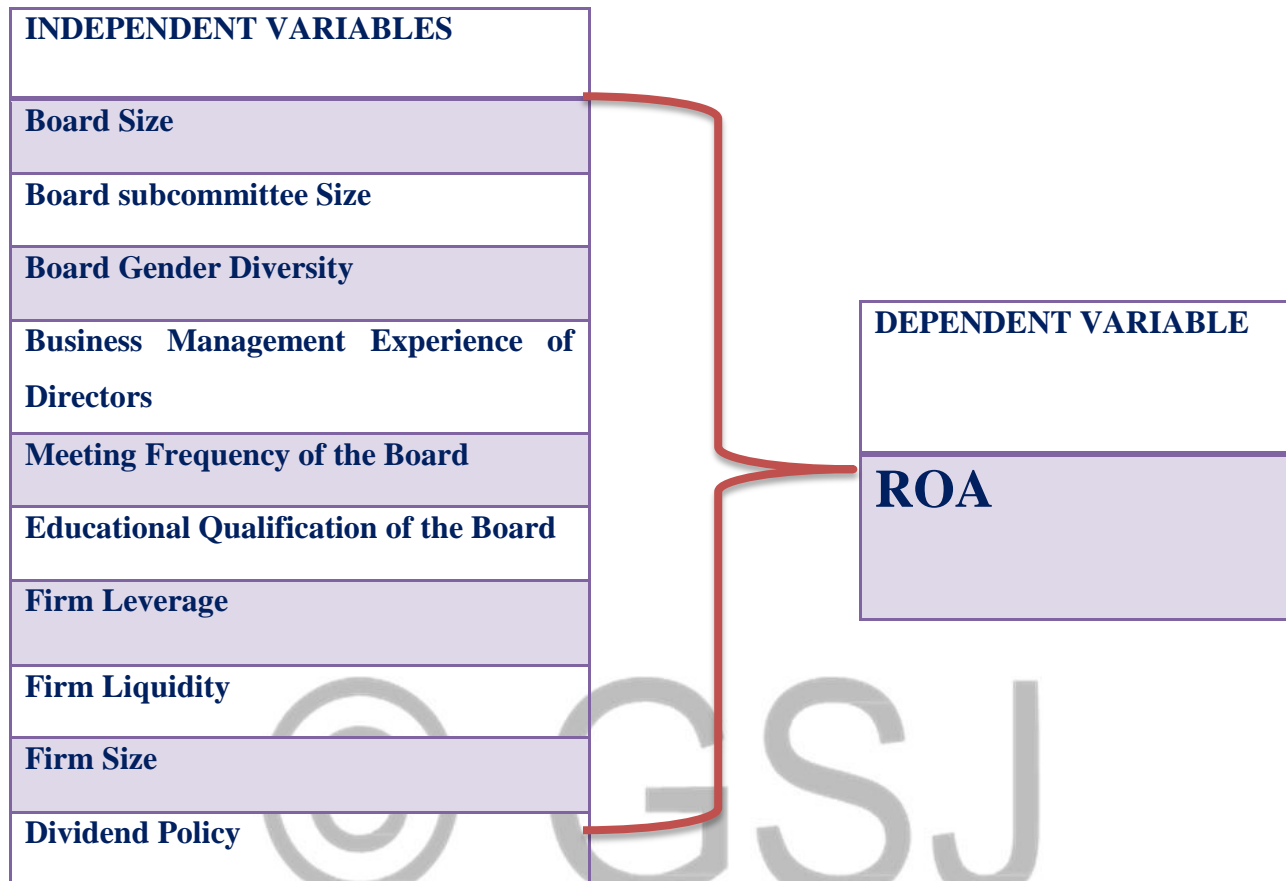 INDEPENDENT VARIABLES
Board Size
Board subcommittee Size
Board Gender Diversity
Business Management Experience of
Directors
Meeting Frequency of the Board
Educational Qualification of the Board
Firm Leverage
Firm Liquidity
Firm Size
Dividend Policy
DEPENDENT VARIABLE
ROA
© GSJ